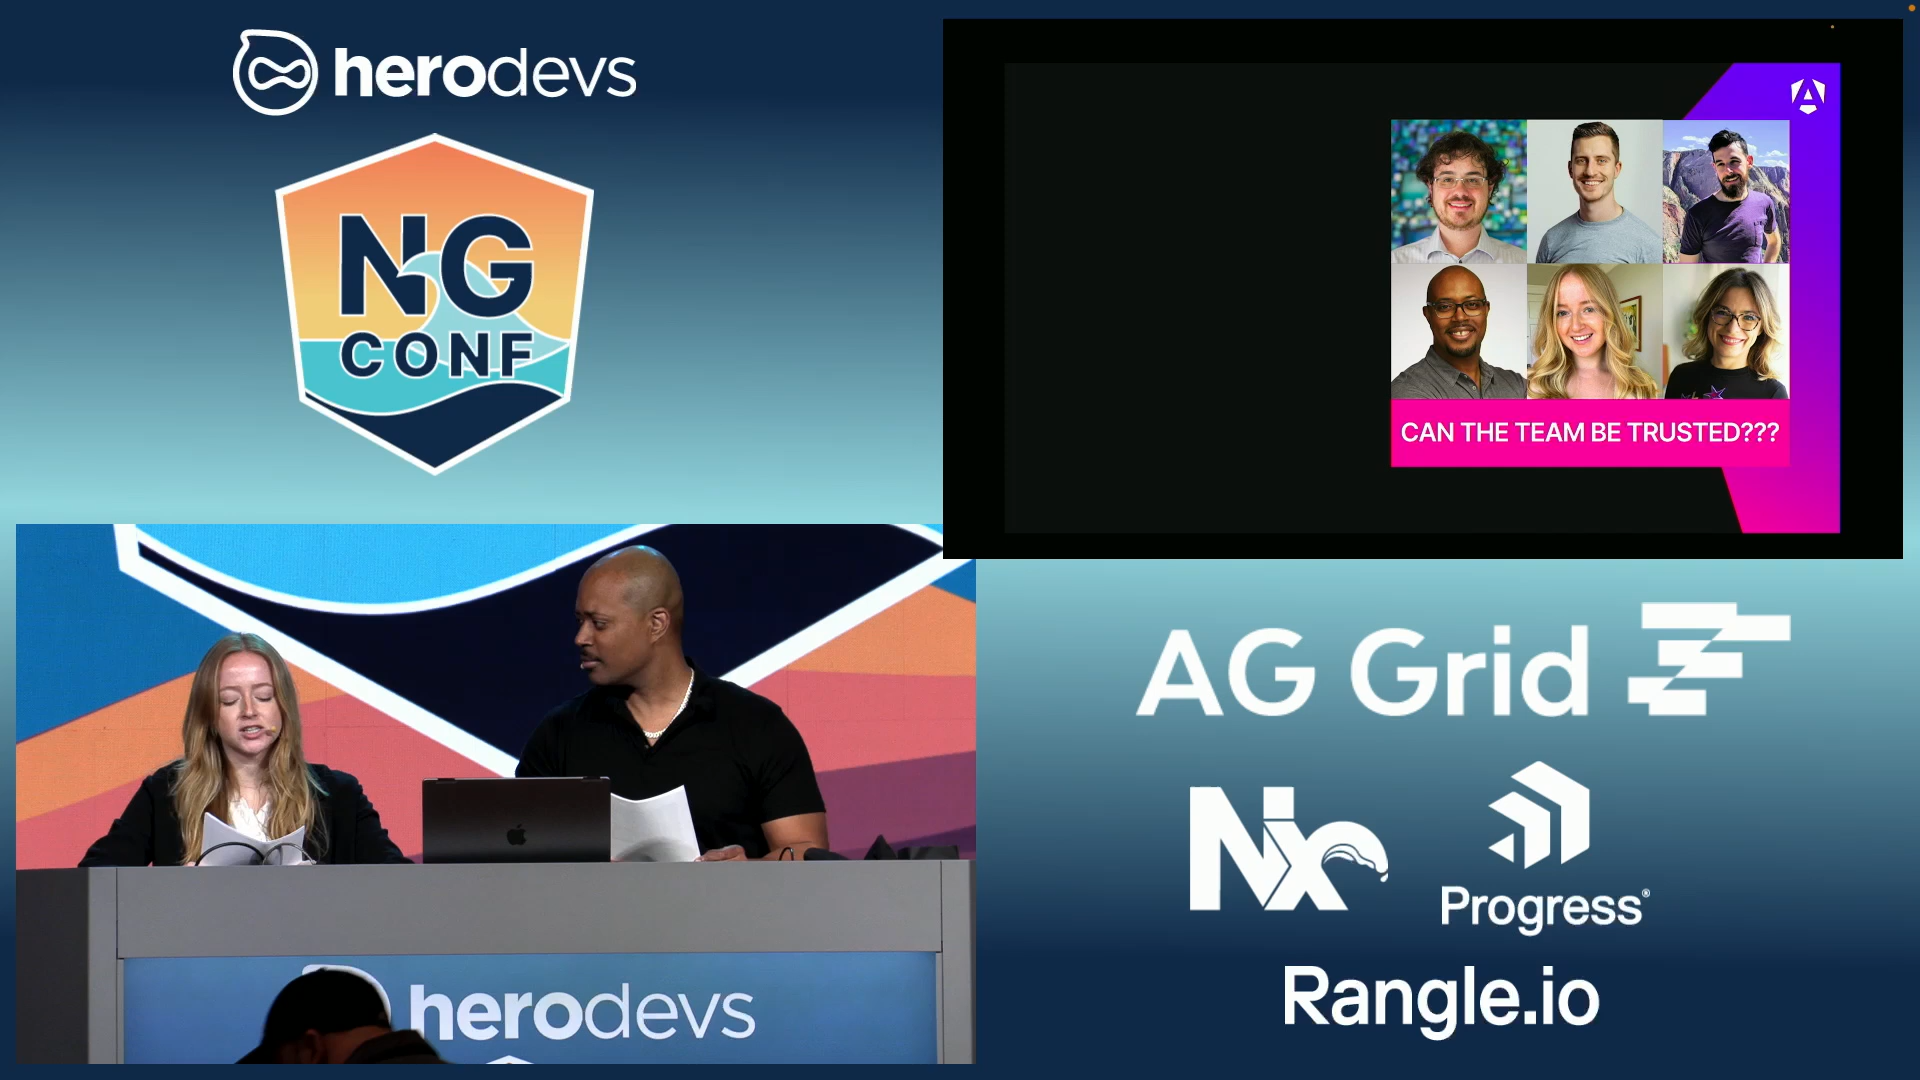 herodevs
NG
CONF
CAN THE TEAM BE TRUSTED???
AG Grid
Nx
Progress®
Rangle.io
herodevs